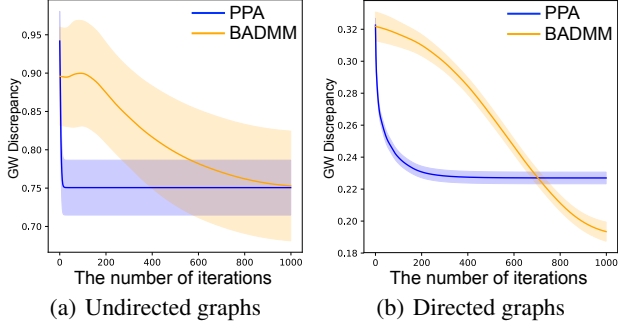 PPA
BADMM
0.95
0.90
0.85
0.80
0.75
0.70
GW Discrepancy
0 200 400 600 800 1000
The number of iterations
(a) Undirected graphs
PPA
BADMM
0.32
0.30
0.28
0.26
0.24
0.22
0.20
0.18
GW Discrepancy
0 200 400 600 800 1000
The number of iterations
(b) Directed graphs